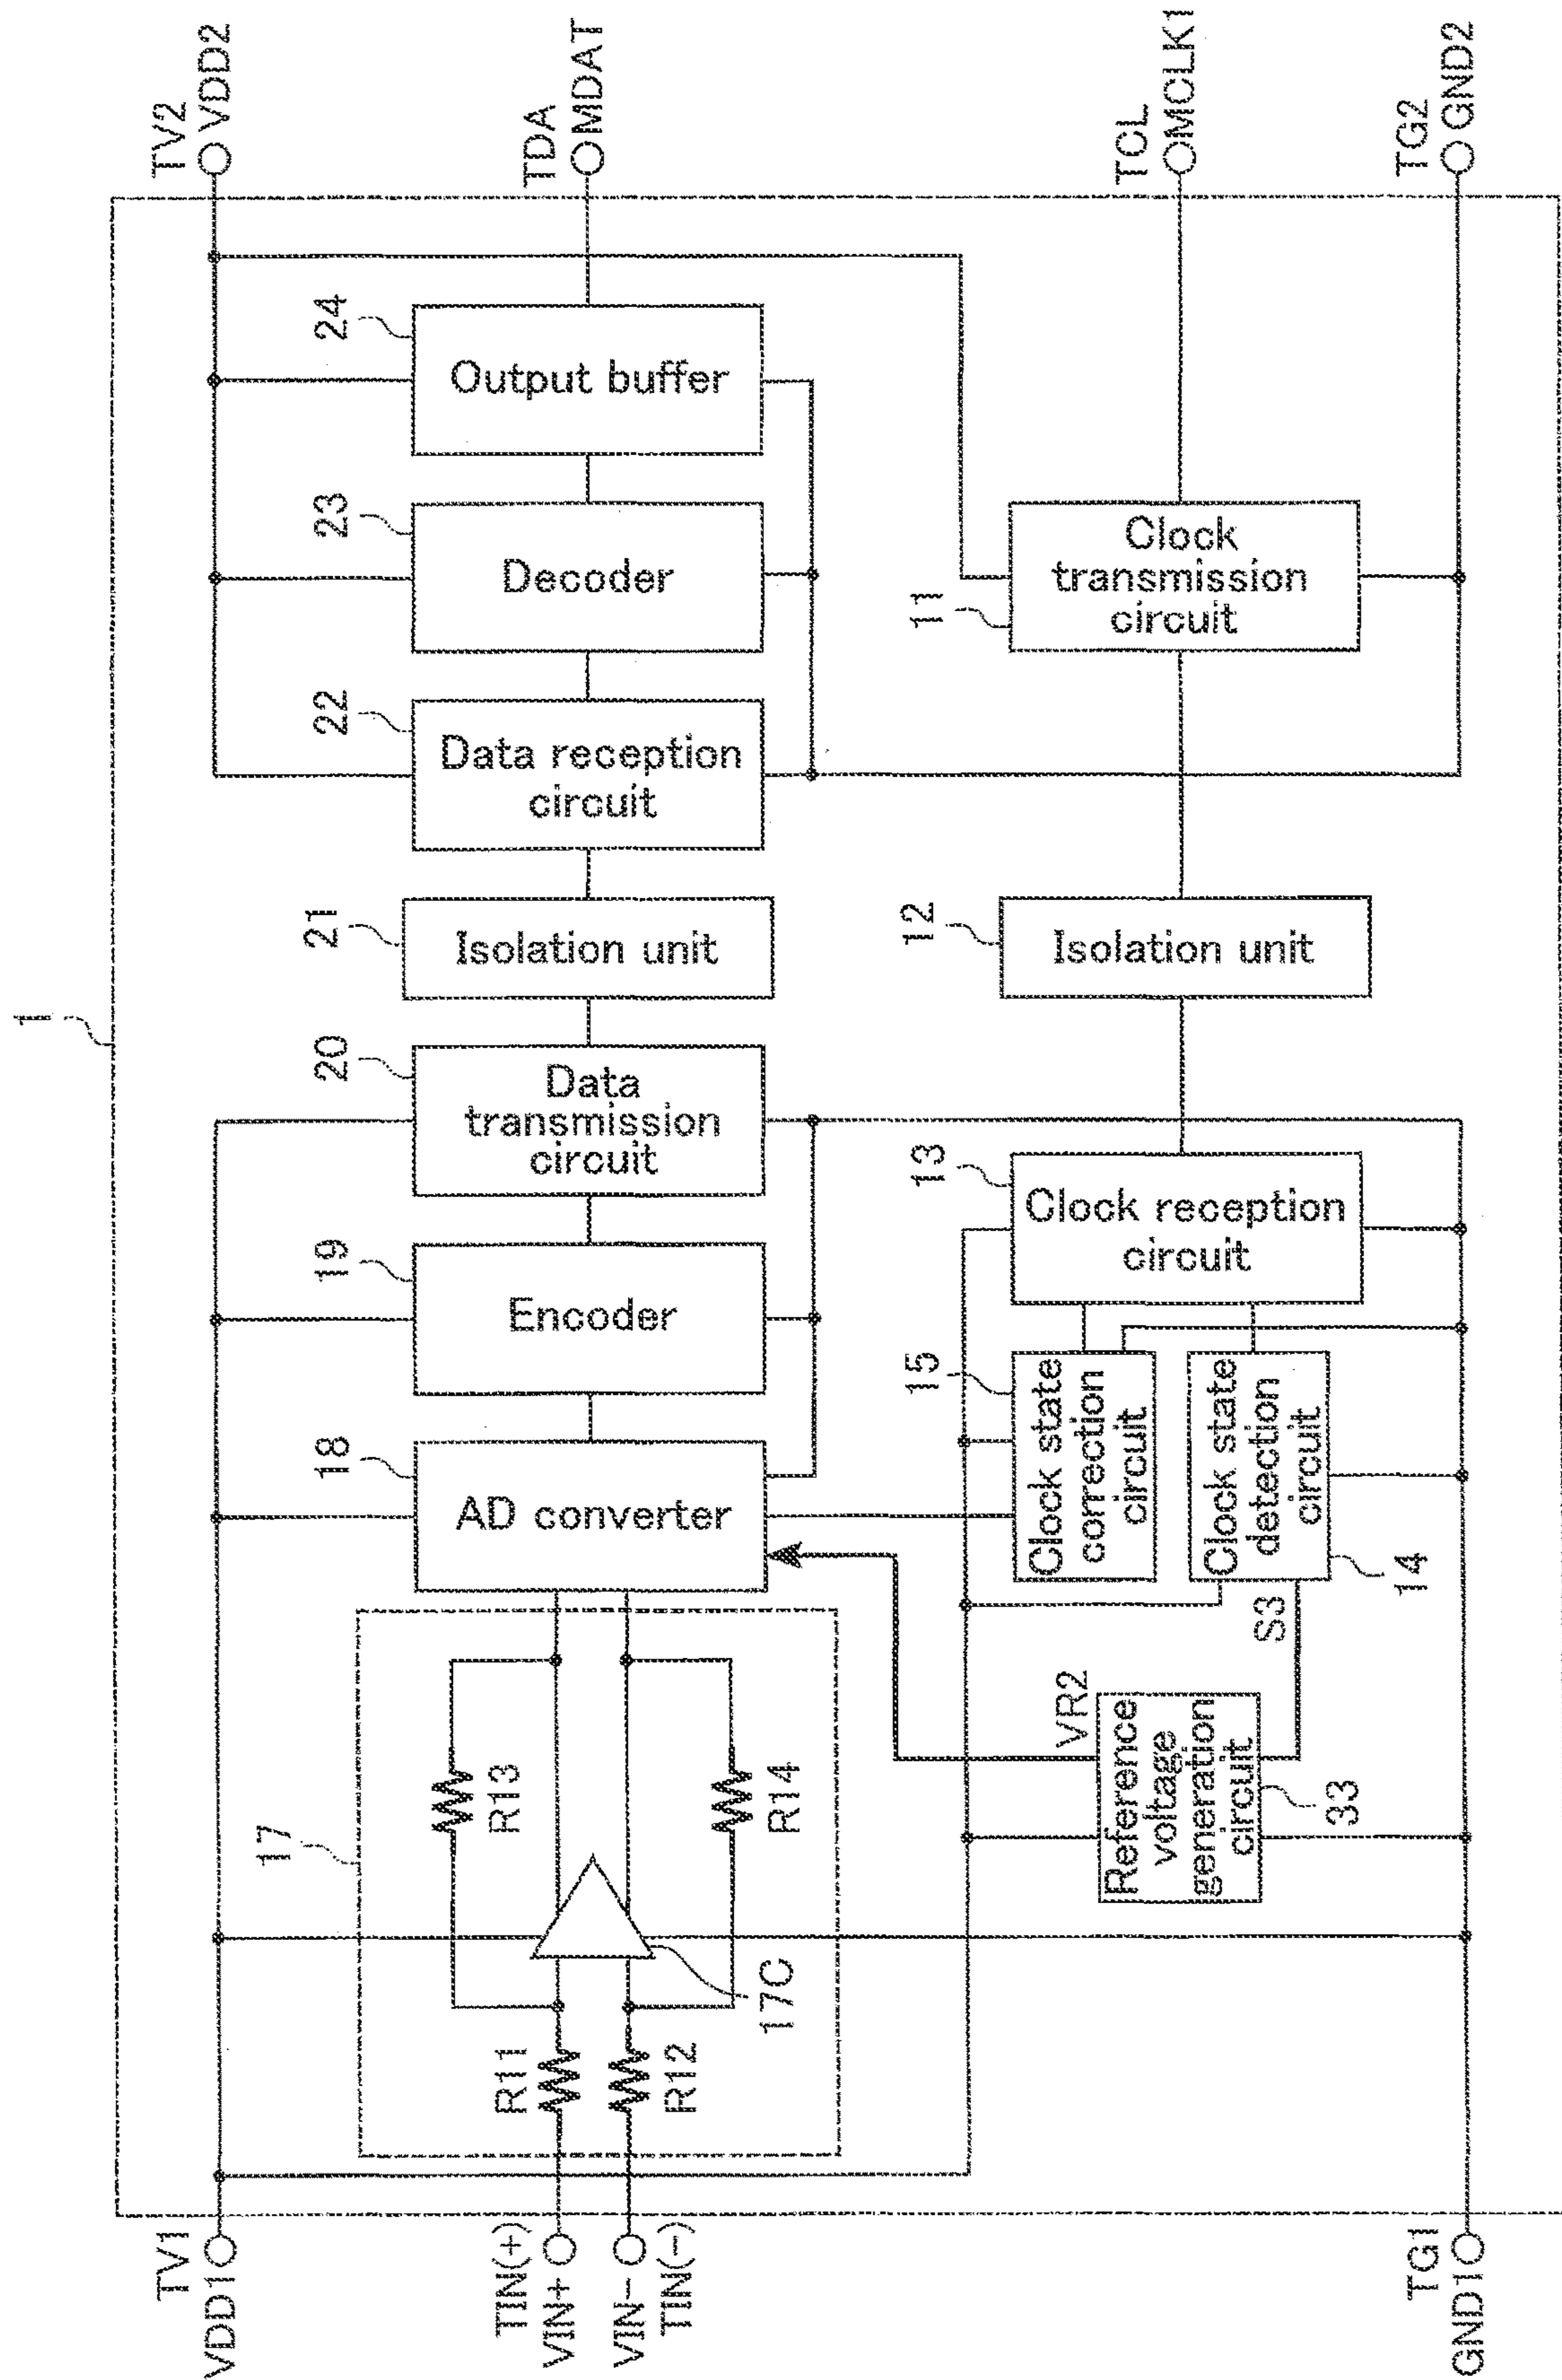 1
TV1
VDD1
TV2
VDD2
17
R13
R11
TIN(+)
VIN+
VIN-
TIN(-)
R12
R14
17C
18
AD converter
19
Encoder
20
Data
transmission
circuit
21
Isolation unit
22
Data reception
circuit
23
Decoder
24
Output buffer
TDA
MDAT
VR2
Reference
voltage
generation
circuit
33
S3
15
Clock state
correction
circuit
Clock state
detection
circuit
14
13
Clock reception
circuit
12
Isolation unit
11
Clock
transmission
circuit
TCL
MCLK1
TG1
GND1
TG2
GND2